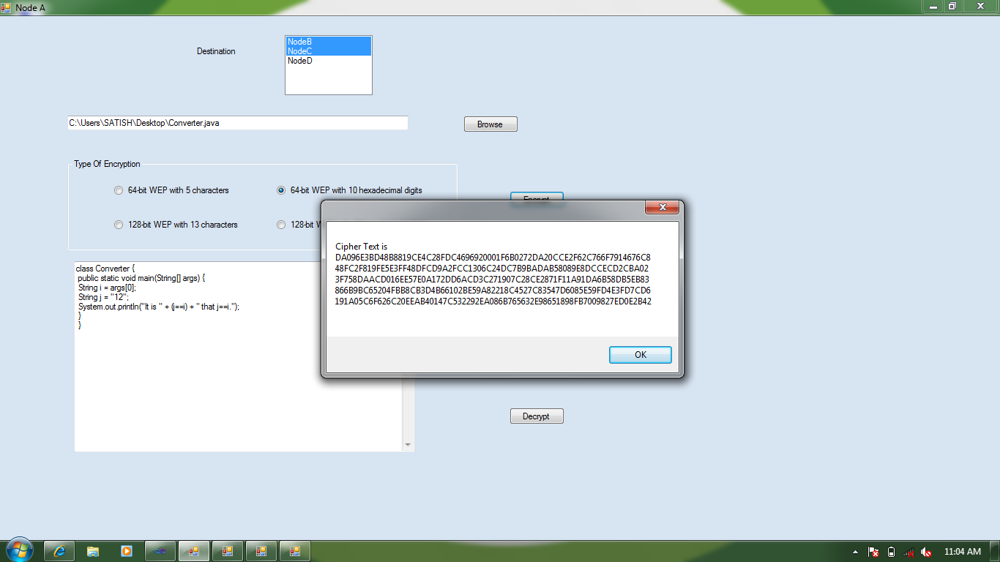 Node A
Destination
NodeB
NodeC
NodeD
C:\Users\SATISH\Desktop\Converter.java
Browse
Type Of Encryption
64-bit WEP with 5 characters
64-bit WEP with 10 hexadecimal digits
Encrypt
128-bit WEP with 13 characters
128-bit W
class Converter {
public static void main(String[] args) {
String i = args[0];
String j = "12";
System.out.println("It is " + (j==i) + " that j==i.");
}
}
Cipher Text is
DA096E3BD48B8819CE4C28FDC4696920001F6B0272DA20CCE2F62C766F7914676C8
48FC2F819FE5E3FF48DFCD9A2FCC1306C24DC7B9BADAB58089E8DCCECD2CBA02
3F758DAACD016EE57E0A172DD6ACD3C271907C28CE2871F11A91DA6B58DB5EB83
866B9BC65204FBB8CB3D4B66102BE59A82218C4527C83547D6085E59FD4E3FD7CD6
191A05C6F626C20EEAB40147C532292EA086B765632E98651898FB7009827ED0E2B42
OK
Decrypt
11:04 AM